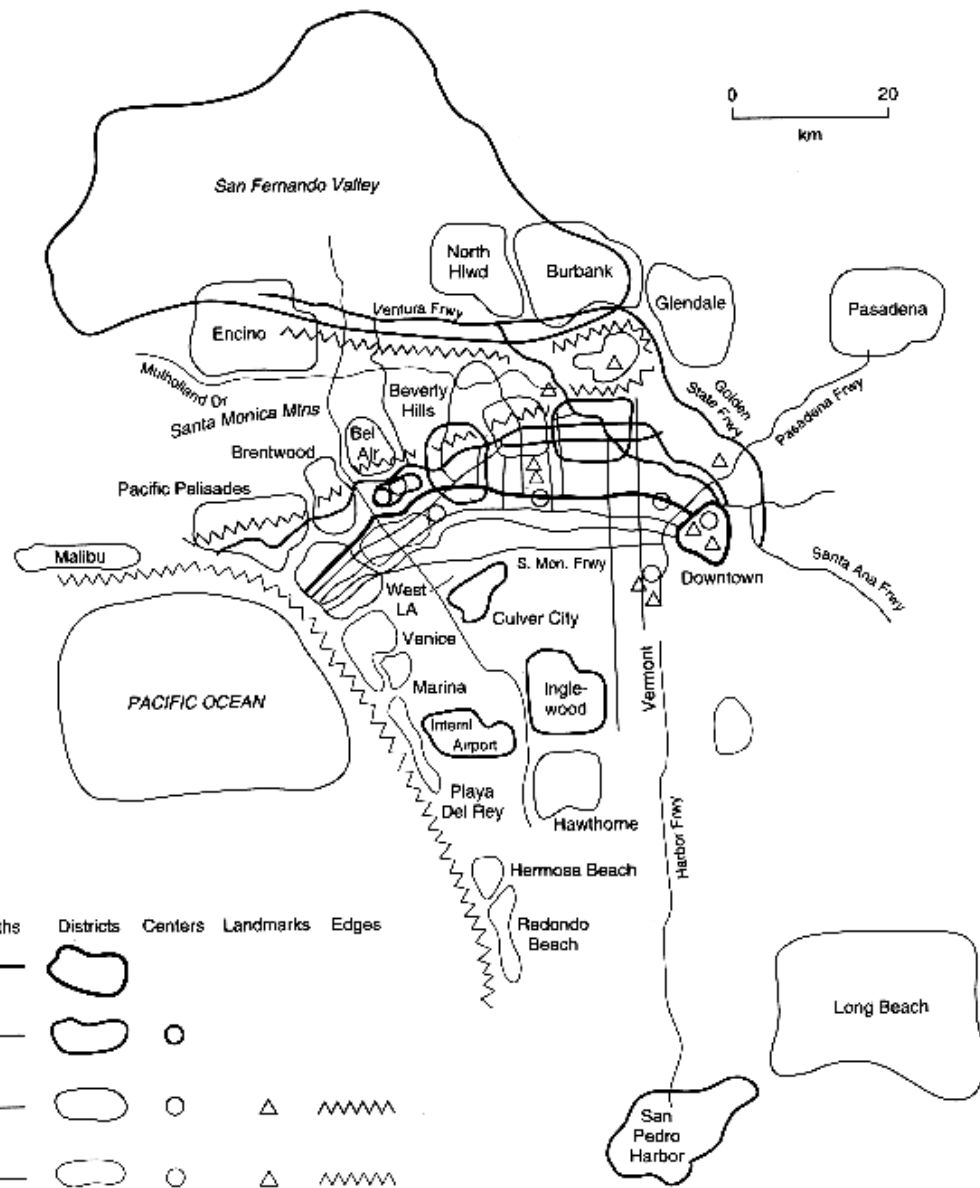 0 20
km
San Fernando Valley
North
Hlwd
Burbank
Glendale
Pasadena
Encino
Ventura Frwy
Mulholland Dr
Santa Monica Mtns
Beverly
Hills
Golden
State Frwy
Pasadena Frwy
Bel
Air
Brentwood
Pacific Palisades
Malibu
S. Mon. Frwy
Downtown
Santa Ana Frwy
West
LA
Culver City
Venice
Marina
Vermont
PACIFIC OCEAN
Ingle-
wood
Internl
Airport
Playa
Del Rey
Hawthorne
Harbor Frwy
Hermosa Beach
Redondo
Beach
Long Beach
San
Pedro
Harbor
ths Districts Centers Landmarks Edges